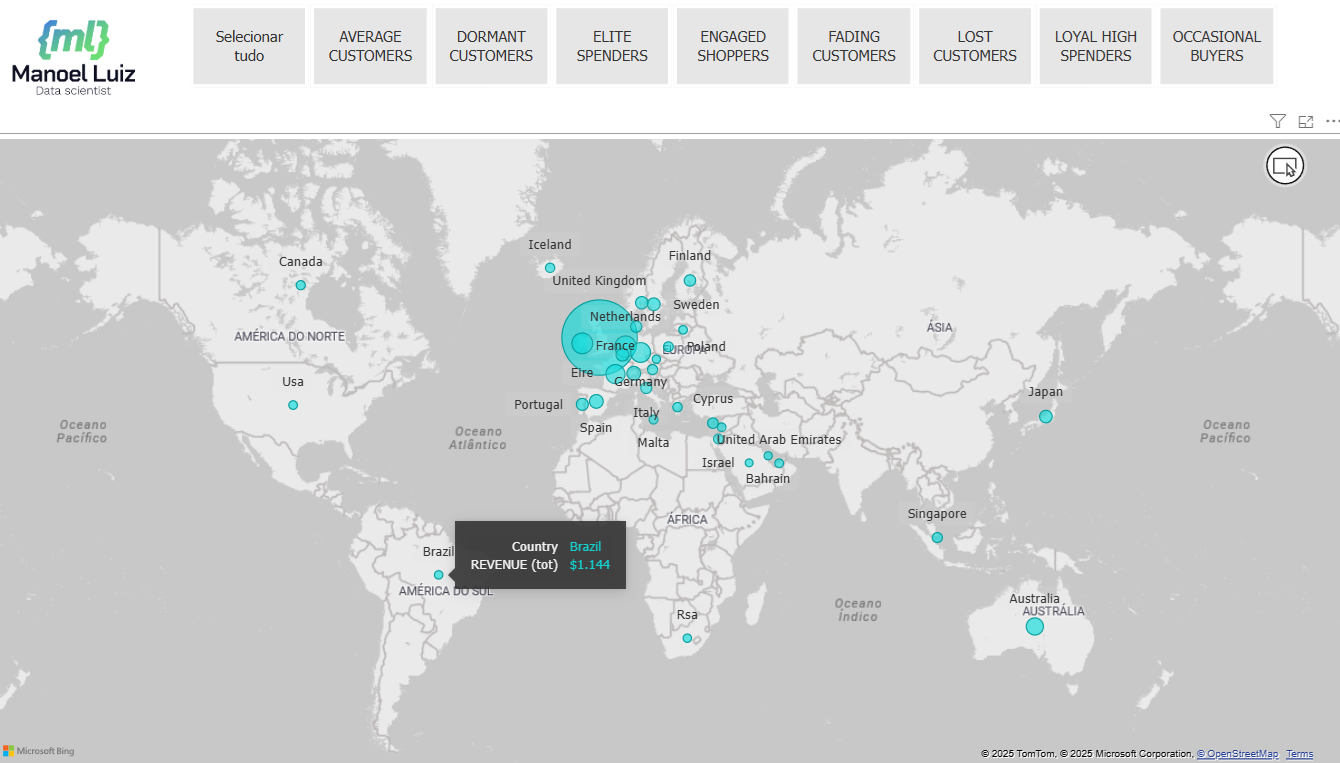 {ml}
Manoel Luiz
Data scientist
Selecionar
tudo
AVERAGE
CUSTOMERS
DORMANT
CUSTOMERS
ELITE
SPENDERS
ENGAGED
SHOPPERS
FADING
CUSTOMERS
LOST
CUSTOMERS
LOYAL HIGH
SPENDERS
OCCASIONAL
BUYERS
Iceland
Finland
Canada
United Kingdom
Sweden
Netherlands
AMÉRICA DO NORTE
ÁSIA
France
EUROPA
Poland
Eire
Germany
Usa
Japan
Cyprus
Portugal
Italy
Spain
Oceano
Pacífico
Oceano
Atlântico
Oceano
Pacífico
Malta
United Arab Emirates
Israel
Bahrain
Singapore
ÁFRICA
Brazil
Country Brazil
REVENUE (tot) $1.144
AMÉRICA DO SUL
Oceano
Índico
Australia
AUSTRÁLIA
Rsa
Microsoft Bing
© 2025 TomTom, © 2025 Microsoft Corporation, © OpenStreetMap Terms